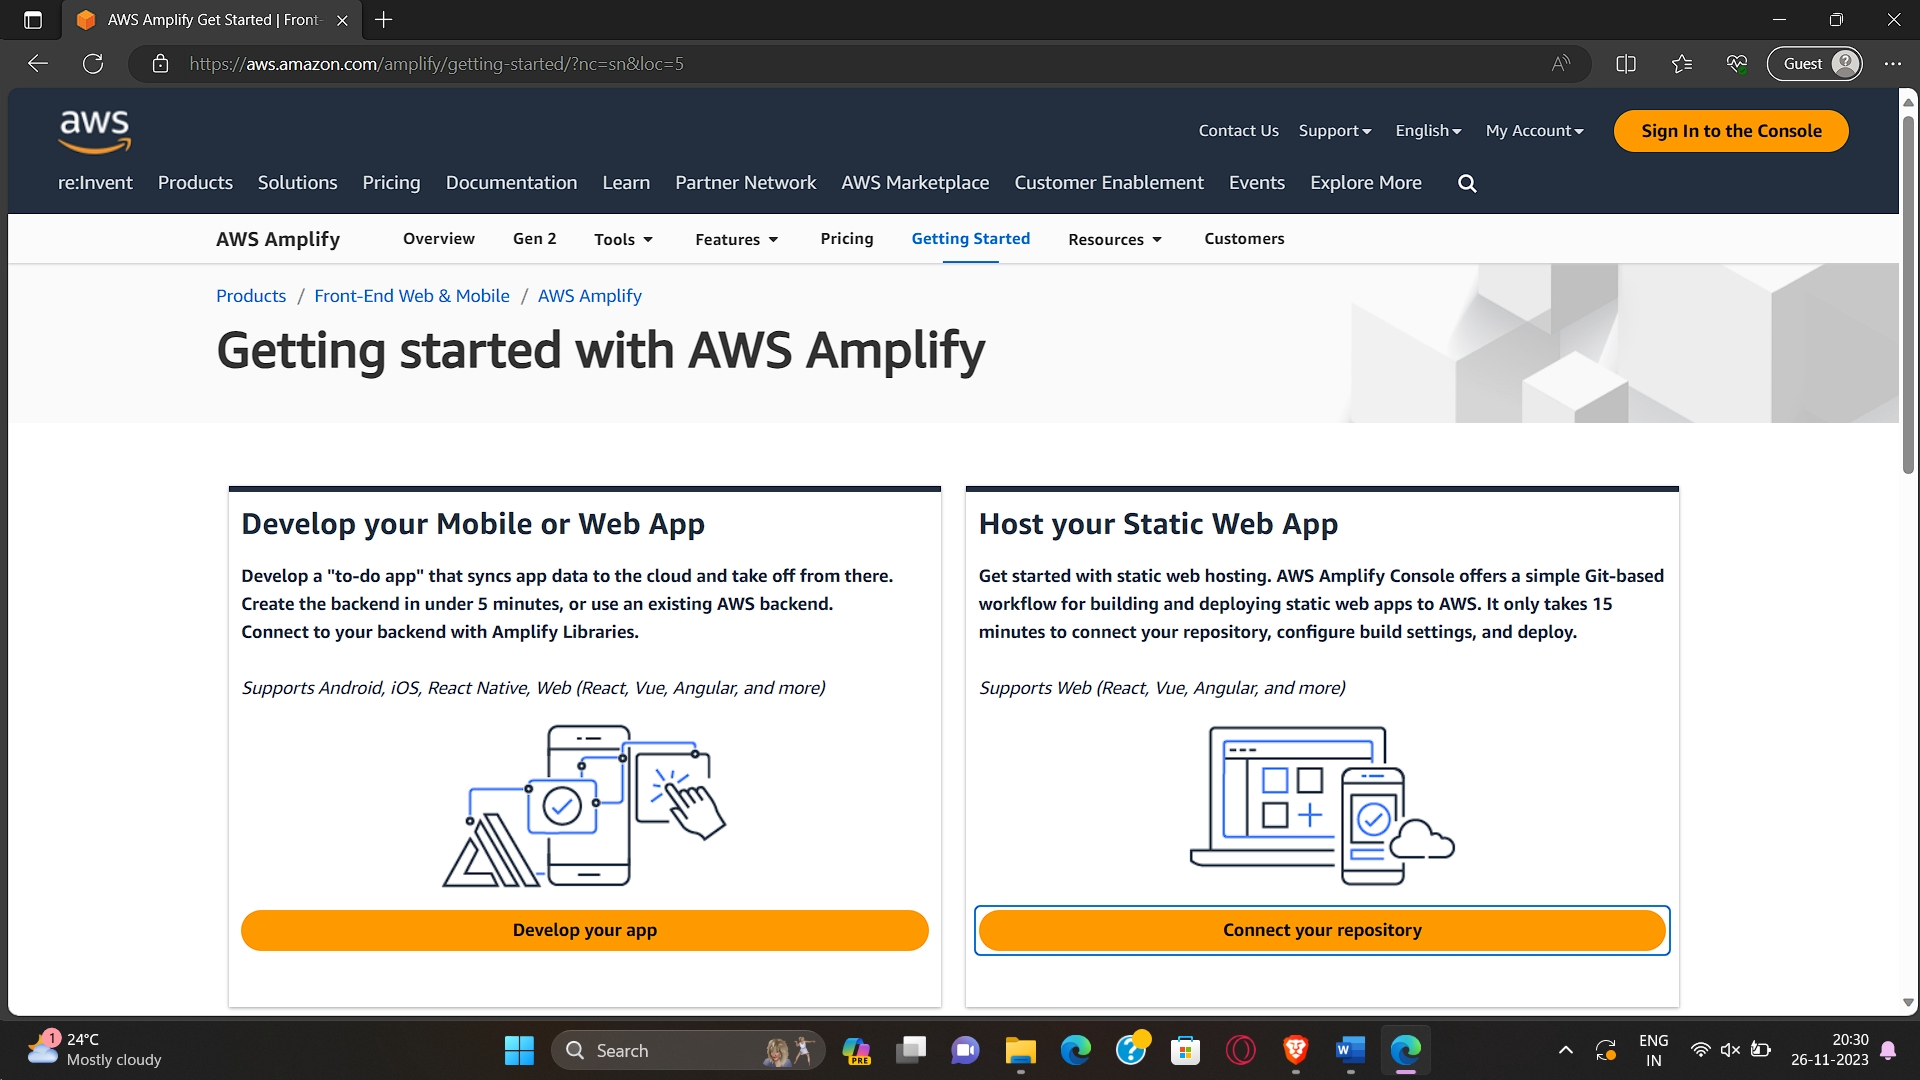 AWS Amplify Get Started | Front-
https://aws.amazon.com/amplify/getting-started/?nc=sn&loc=5
Guest
aws
Contact Us Support English My Account Sign In to the Console
re:Invent Products Solutions Pricing Documentation Learn Partner Network AWS Marketplace Customer Enablement Events Explore More
AWS Amplify Overview Gen 2 Tools Features Pricing Getting Started Resources Customers
Products / Front-End Web & Mobile / AWS Amplify
Getting started with AWS Amplify
Develop your Mobile or Web App
Develop a "to-do app" that syncs app data to the cloud and take off from there.
Create the backend in under 5 minutes, or use an existing AWS backend.
Connect to your backend with Amplify Libraries.
Supports Android, iOS, React Native, Web (React, Vue, Angular, and more)
Develop your app
Host your Static Web App
Get started with static web hosting. AWS Amplify Console offers a simple Git-based
workflow for building and deploying static web apps to AWS. It only takes 15
minutes to connect your repository, configure build settings, and deploy.
Supports Web (React, Vue, Angular, and more)
Connect your repository
1
24°C
Mostly cloudy
Search
PRE
W
ENG
IN
20:30
26-11-2023